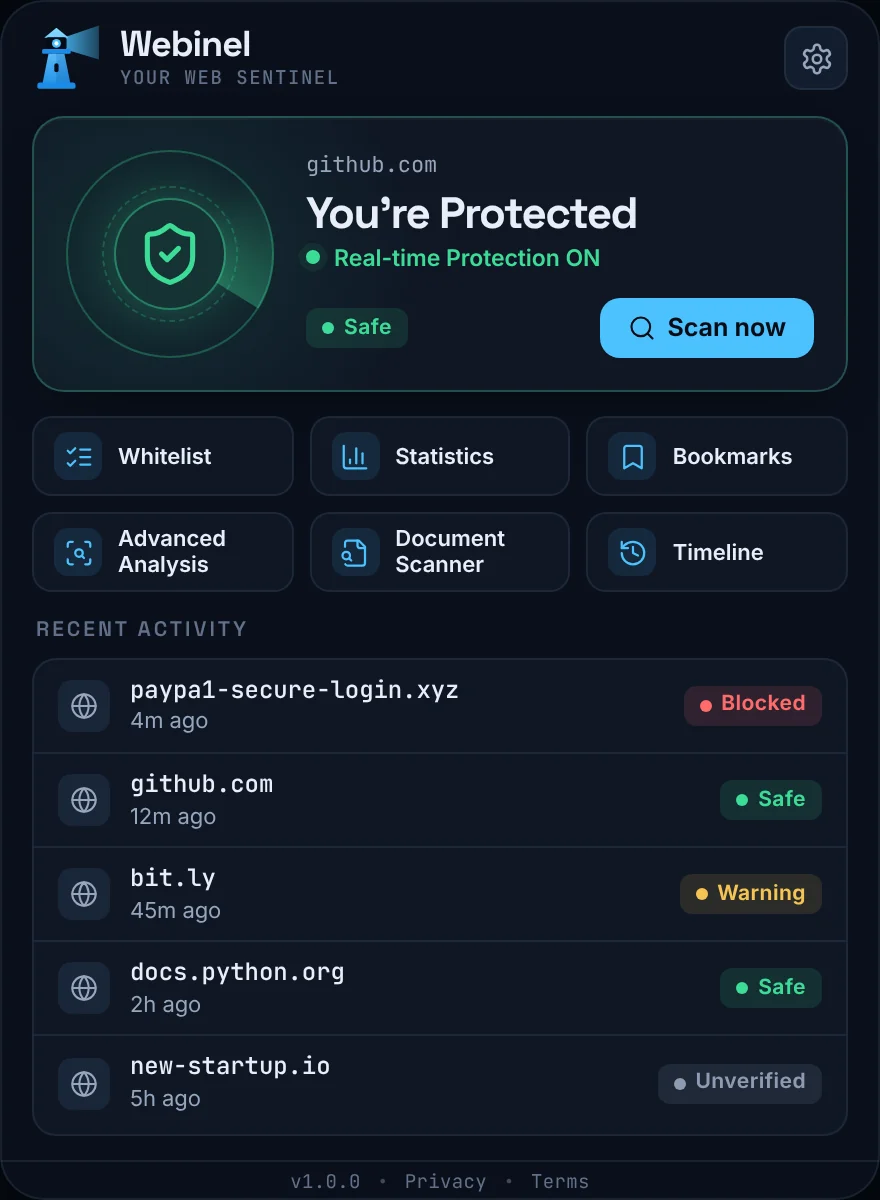 Webinel
YOUR WEB SENTINEL
github.com
You're Protected
Real-time Protection ON
Safe
Scan now
Whitelist
Statistics
Bookmarks
Advanced
Analysis
Document
Scanner
Timeline
RECENT ACTIVITY
paypa1-secure-login.xyz
4m ago
Blocked
github.com
12m ago
Safe
bit.ly
45m ago
Warning
docs.python.org
2h ago
Safe
new-startup.io
5h ago
Unverified
v1.0.0 • Privacy • Terms